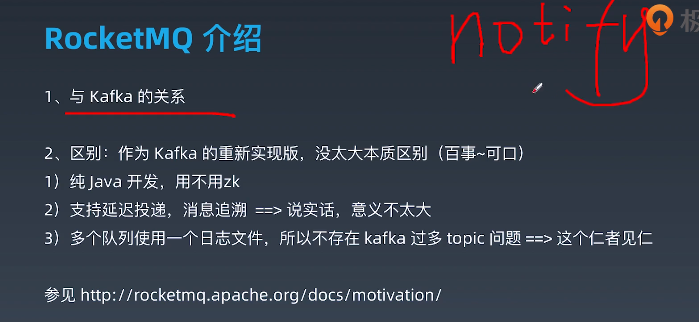 RocketMQ 介绍
notify
极
1、与 Kafka 的关系
2、区别：作为 Kafka 的重新实现版，没太大本质区别（百事~可口）
1）纯 Java 开发，用不用zk
2）支持延迟投递，消息追溯 ==> 说实话，意义不太大
3）多个队列使用一个日志文件，所以不存在 kafka 过多 topic 问题 ==> 这个仁者见仁
参见 http://rocketmq.apache.org/docs/motivation/